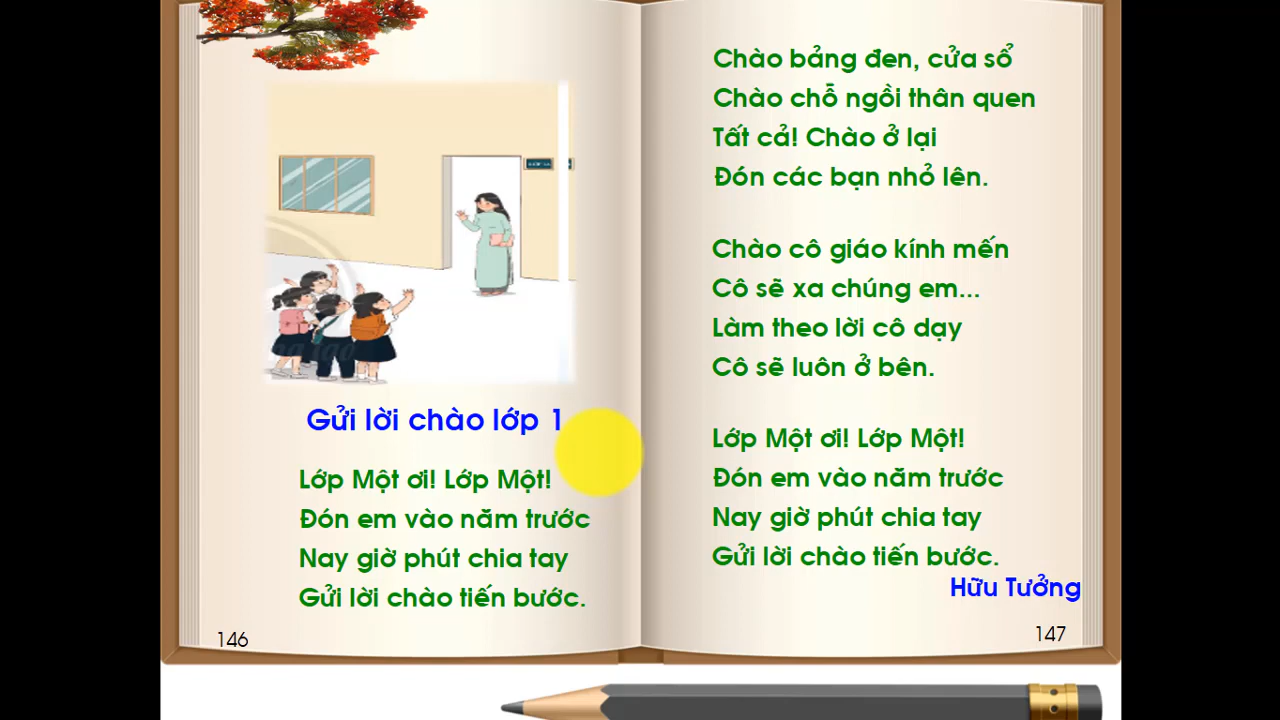 Gửi lời chào lớp 1
Lớp Một ơi! Lớp Một!
Đón em vào năm trước
Nay giờ phút chia tay
Gửi lời chào tiến bước.
146
Chào bảng đen, cửa sổ
Chào chỗ ngồi thân quen
Tất cả! Chào ở lại
Đón các bạn nhỏ lên.
Chào cô giáo kính mến
Cô sẽ xa chúng em...
Làm theo lời cô dạy
Cô sẽ luôn ở bên.
Lớp Một ơi! Lớp Một!
Đón em vào năm trước
Nay giờ phút chia tay
Gửi lời chào tiến bước.
Hữu Tưởng
147